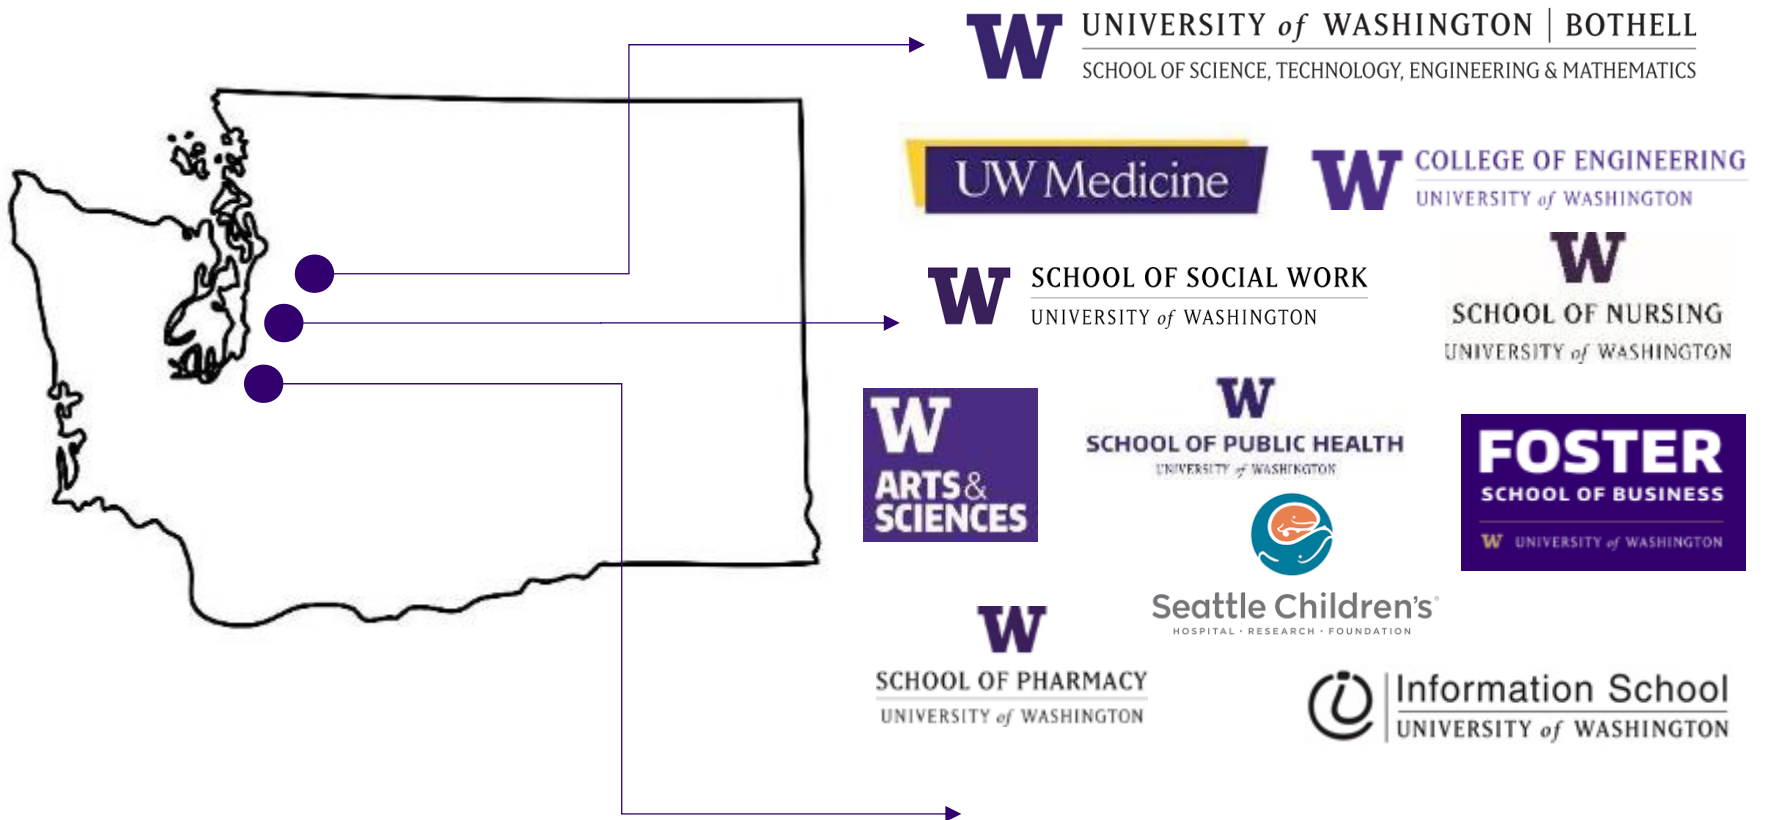 W UNIVERSITY of WASHINGTON | BOTHELL
SCHOOL OF SCIENCE, TECHNOLOGY, ENGINEERING & MATHEMATICS
UW Medicine
W COLLEGE OF ENGINEERING
UNIVERSITY of WASHINGTON
W SCHOOL OF SOCIAL WORK
UNIVERSITY of WASHINGTON
W
SCHOOL OF NURSING
UNIVERSITY of WASHINGTON
W
ARTS &
SCIENCES
W
SCHOOL OF PUBLIC HEALTH
UNIVERSITY of WASHINGTON
FOSTER
SCHOOL OF BUSINESS
W UNIVERSITY of WASHINGTON
Seattle Children's®
HOSPITAL · RESEARCH · FOUNDATION
W
SCHOOL OF PHARMACY
UNIVERSITY of WASHINGTON
i Information School
UNIVERSITY of WASHINGTON